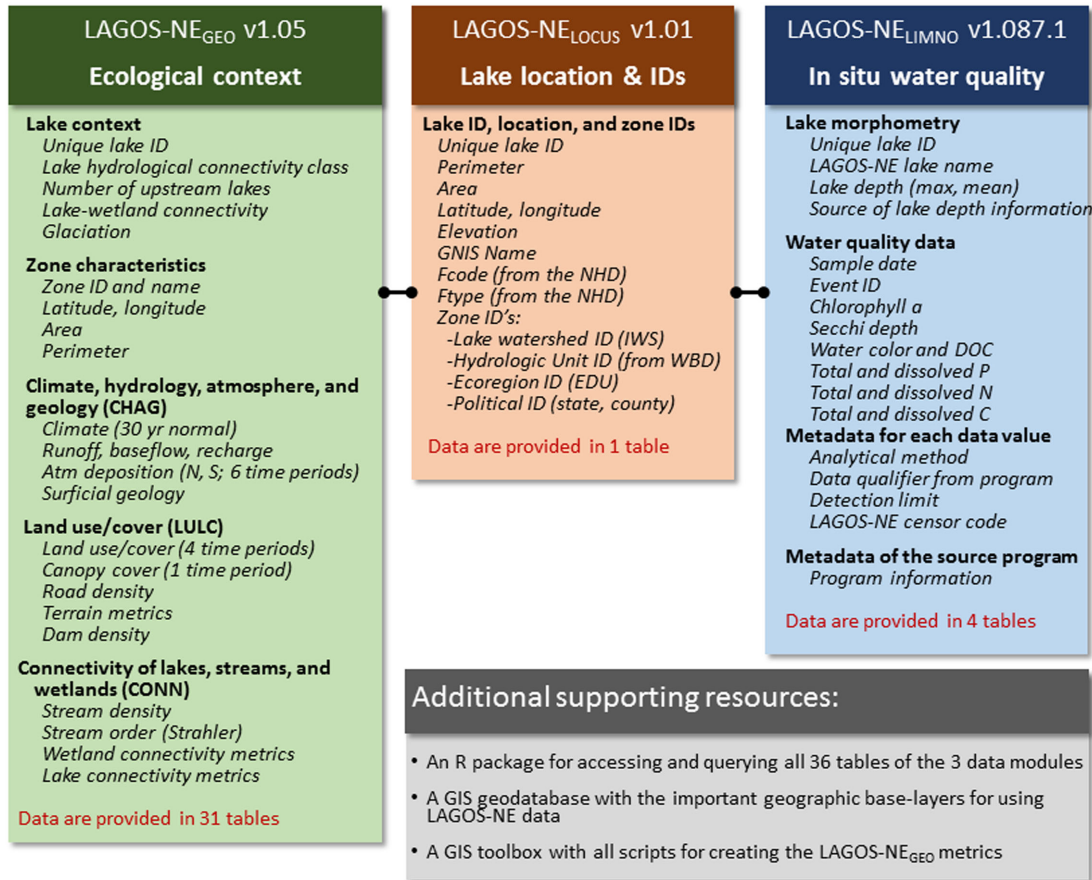 LAGOS-NEGEO v1.05
Ecological context
Lake context
Unique lake ID
Lake hydrological connectivity class
Number of upstream lakes
Lake-wetland connectivity
Glaciation
Zone characteristics
Zone ID and name
Latitude, longitude
Area
Perimeter
Climate, hydrology, atmosphere, and
geology (CHAG)
Climate (30 yr normal)
Runoff, baseflow, recharge
Atm deposition (N, S; 6 time periods)
Surficial geology
Land use/cover (LULC)
Land use/cover (4 time periods)
Canopy cover (1 time period)
Road density
Terrain metrics
Dam density
Connectivity of lakes, streams, and
wetlands (CONN)
Stream density
Stream order (Strahler)
Wetland connectivity metrics
Lake connectivity metrics
Data are provided in 31 tables
LAGOS-NELOCUS v1.01
Lake location & IDs
Lake ID, location, and zone IDs
Unique lake ID
Perimeter
Area
Latitude, longitude
Elevation
GNIS Name
Fcode (from the NHD)
Ftype (from the NHD)
Zone ID's:
-Lake watershed ID (IWS)
-Hydrologic Unit ID (from WBD)
-Ecoregion ID (EDU)
-Political ID (state, county)
Data are provided in 1 table
LAGOS-NELIMNO v1.087.1
In situ water quality
Lake morphometry
Unique lake ID
LAGOS-NE lake name
Lake depth (max, mean)
Source of lake depth information
Water quality data
Sample date
Event ID
Chlorophyll a
Secchi depth
Water color and DOC
Total and dissolved P
Total and dissolved N
Total and dissolved C
Metadata for each data value
Analytical method
Data qualifier from program
Detection limit
LAGOS-NE censor code
Metadata of the source program
Program information
Data are provided in 4 tables
Additional supporting resources:
• An R package for accessing and querying all 36 tables of the 3 data modules
• A GIS geodatabase with the important geographic base-layers for using
LAGOS-NE data
• A GIS toolbox with all scripts for creating the LAGOS-NEGEO metrics